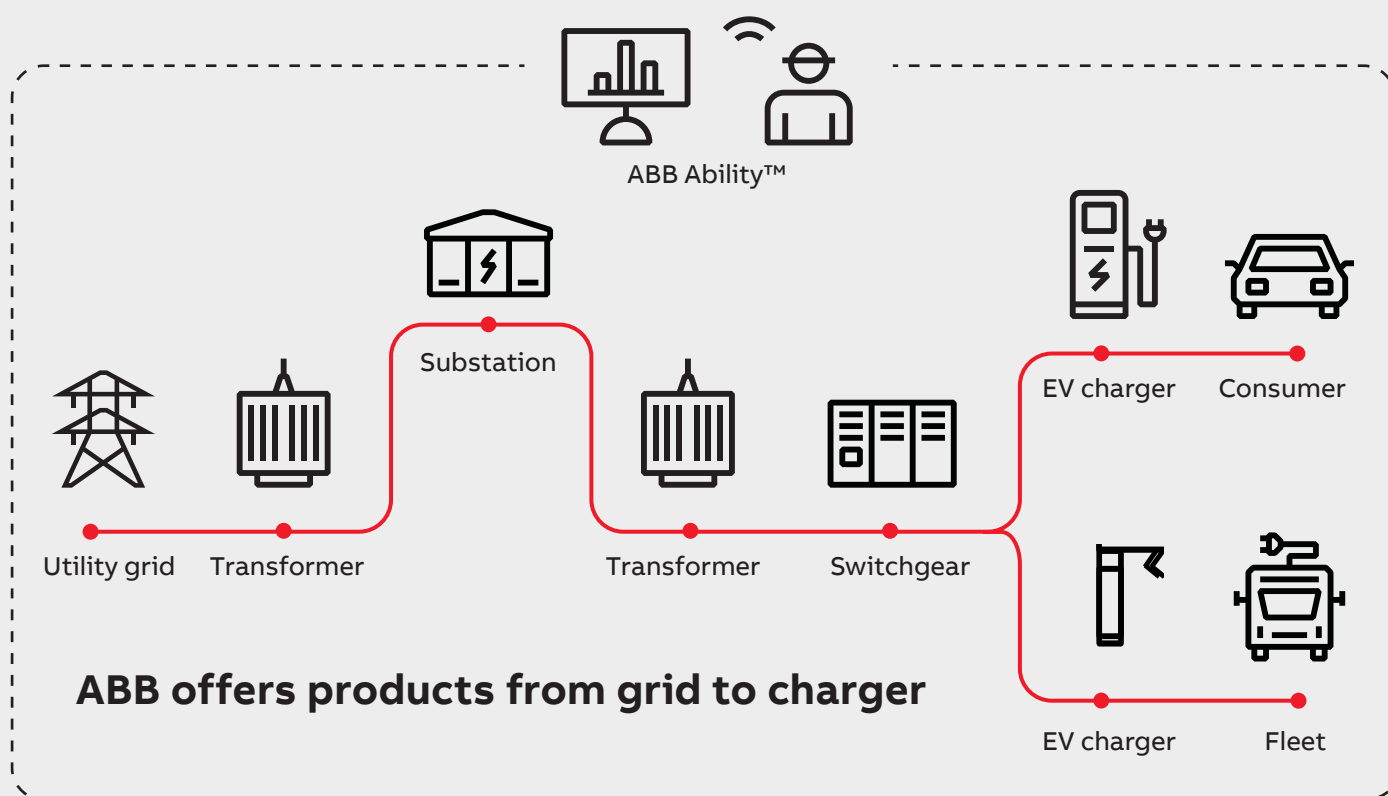 ABB Ability™
Substation
EV charger
Consumer
Utility grid
Transformer
Transformer
Switchgear
ABB offers products from grid to charger
EV charger
Fleet